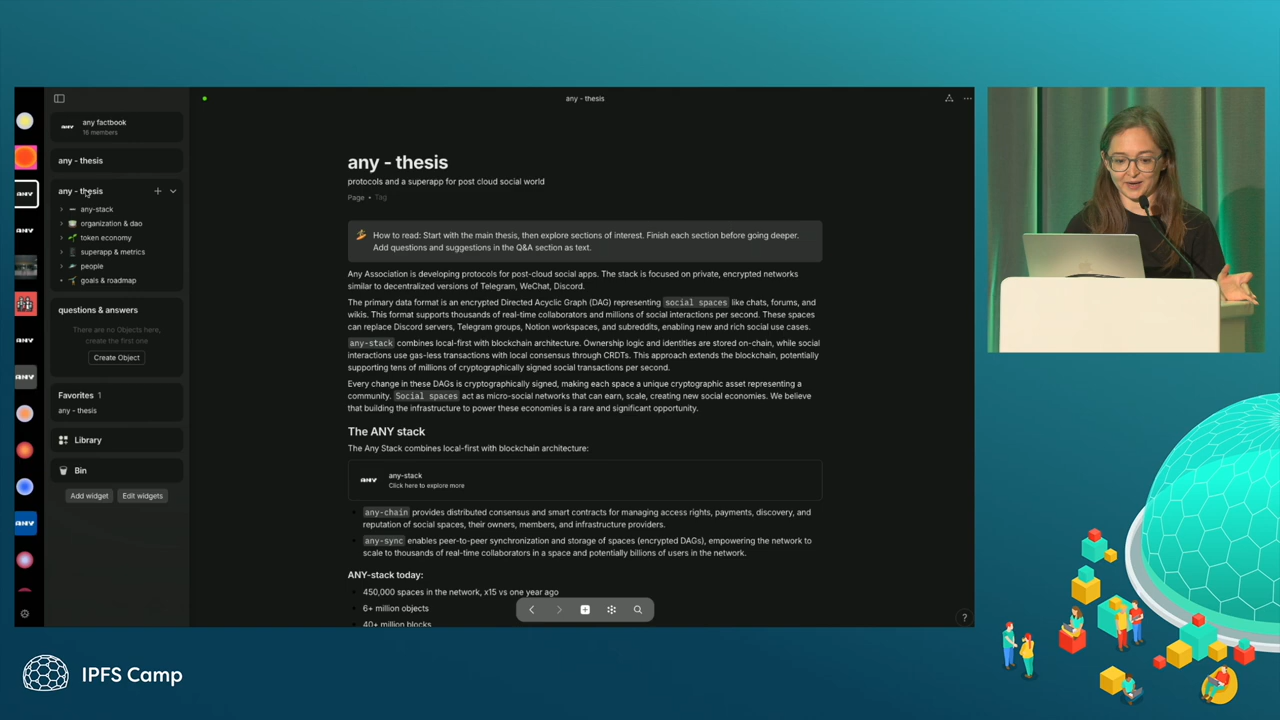 any - thesis
any factbook
16 members
any - thesis
any - thesis
any-stack
organization & dao
token economy
superapp & metrics
people
goals & roadmap
questions & answers
There are no Objects here,
create the first one
Create Object
Favorites 1
any - thesis
Library
Bin
Add widget
Edit widgets
ANY
ANY
ANY
ANY
ANY
any - thesis
protocols and a superapp for post cloud social world
Page • Tag
How to read: Start with the main thesis, then explore sections of interest. Finish each section before going deeper.
Add questions and suggestions in the Q&A section as text.
Any Association is developing protocols for post-cloud social apps. The stack is focused on private, encrypted networks
similar to decentralized versions of Telegram, WeChat, Discord.
The primary data format is an encrypted Directed Acyclic Graph (DAG) representing social spaces like chats, forums, and
wikis. This format supports thousands of real-time collaborators and millions of social interactions per second. These spaces
can replace Discord servers, Telegram groups, Notion workspaces, and subreddits, enabling new and rich social use cases.
any-stack combines local-first with blockchain architecture. Ownership logic and identities are stored on-chain, while social
interactions use gas-less transactions with local consensus through CRDTs. This approach extends the blockchain, potentially
supporting tens of millions of cryptographically signed social transactions per second.
Every change in these DAGs is cryptographically signed, making each space a unique cryptographic asset representing a
community. Social spaces act as micro-social networks that can earn, scale, creating new social economies. We believe
that building the infrastructure to power these economies is a rare and significant opportunity.
The ANY stack
The Any Stack combines local-first with blockchain architecture:
ANY
any-stack
Click here to explore more
any-chain provides distributed consensus and smart contracts for managing access rights, payments, discovery, and
reputation of social spaces, their owners, members, and infrastructure providers.
any-sync enables peer-to-peer synchronization and storage of spaces (encrypted DAGs), empowering the network to
scale to thousands of real-time collaborators in a space and potentially billions of users in the network.
ANY-stack today:
450,000 spaces in the network, x15 vs one year ago
6+ million objects
40+ million blocks
?
IPFS Camp